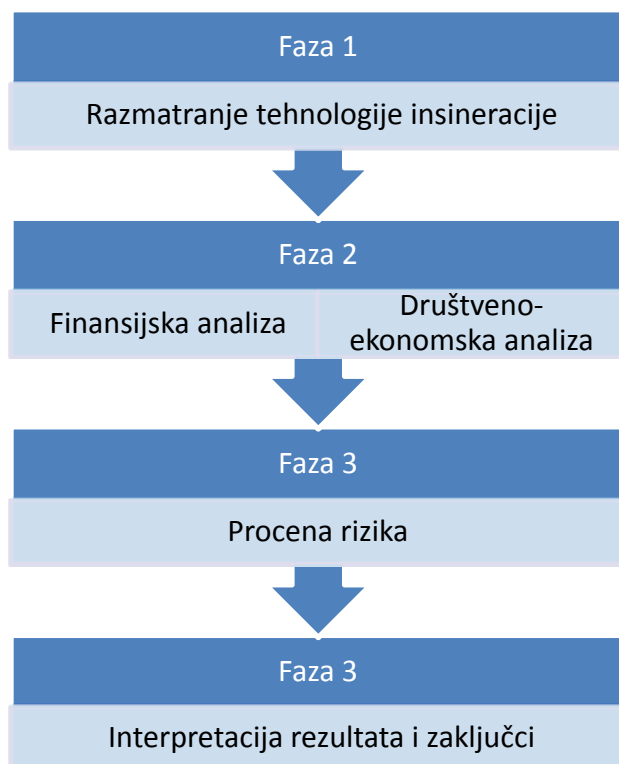 Faza 1
Razmatranje tehnologije insineracije
Faza 2
Finansijska analiza
Društveno-
ekonomska analiza
Faza 3
Procena rizika
Faza 3
Interpretacija rezultata i zaključci